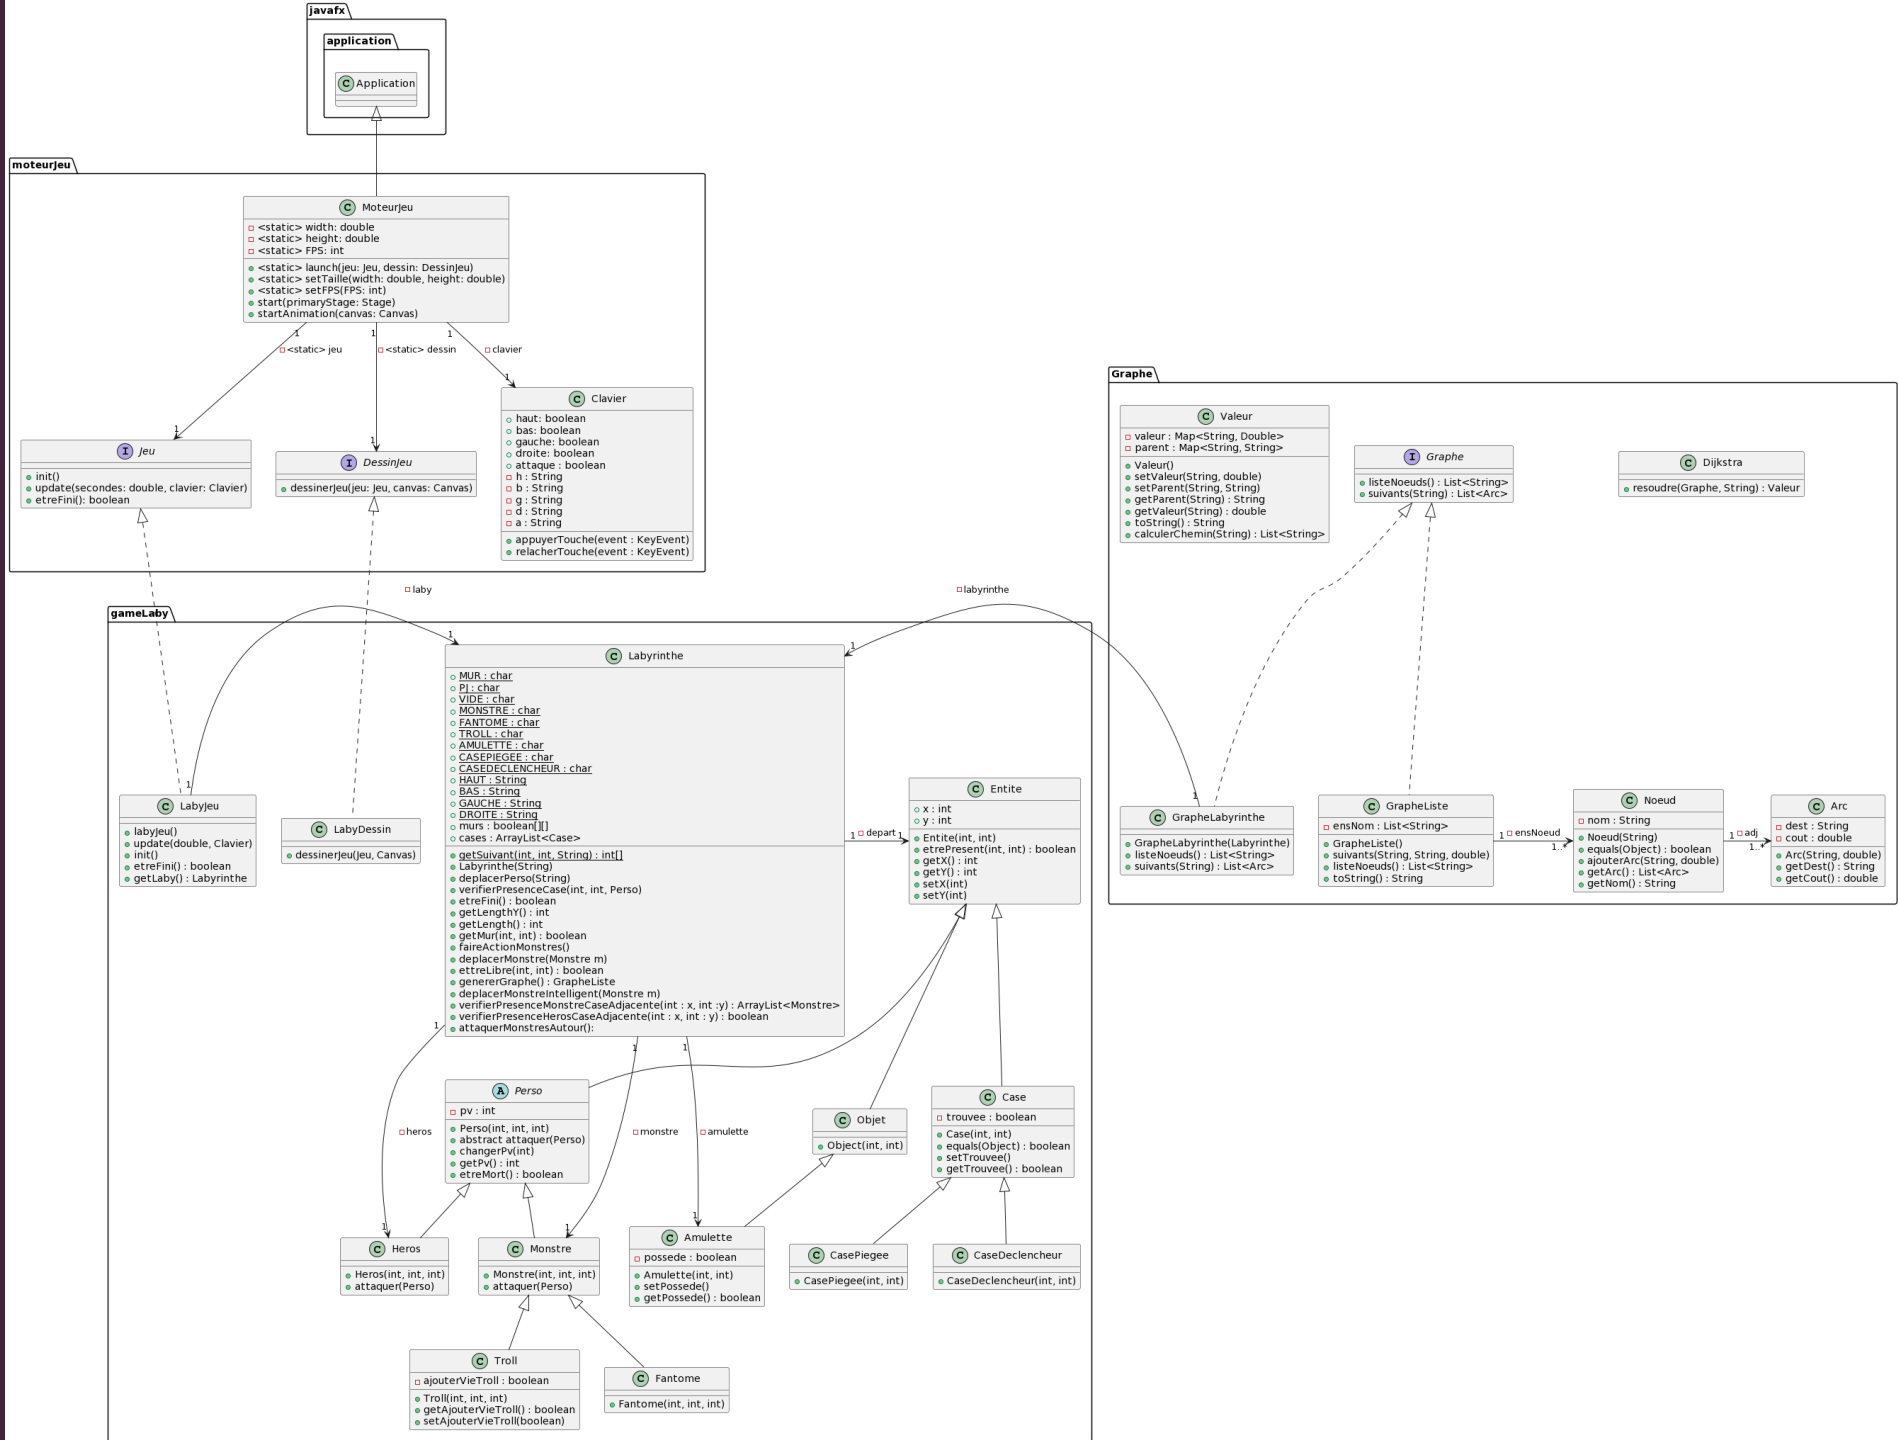 javafx
application
C Application
moteurJeu
C MoteurJeu
<static> width: double
<static> height: double
<static> FPS: int
<static> launch(jeu: Jeu, dessin: DessinJeu)
<static> setTaille(width: double, height: double)
<static> setFPS(FPS: int)
start(primaryStage: Stage)
startAnimation(canvas: Canvas)
1 1 1
<static> jeu
<static> dessin
clavier
1 1 1
I Jeu
init()
update(secondes: double, clavier: Clavier)
etreFini(): boolean
I DessinJeu
dessinerJeu(jeu: Jeu, canvas: Canvas)
C Clavier
haut: boolean
bas: boolean
gauche: boolean
droite: boolean
attaque : boolean
h : String
b : String
g : String
d : String
a : String
appuyerTouche(event : KeyEvent)
relacherTouche(event : KeyEvent)
Graphe
C Valeur
valeur : Map<String, Double>
parent : Map<String, String>
Valeur()
setValeur(String, double)
setParent(String, String)
getParent(String) : String
getValeur(String) : double
toString() : String
calculerChemin(String) : List<String>
I Graphe
listeNoeuds() : List<String>
suivants(String) : List<Arc>
C Dijkstra
resoudre(Graphe, String) : Valeur
laby
labyrinthe
gameLaby
1
1
C Labyrinthe
MUR : char
PJ : char
VIDE : char
MONSTRE : char
FANTOME : char
TROLL : char
AMULETTE : char
CASEPIEGEE : char
CASEDECLENCHEUR : char
HAUT : String
BAS : String
GAUCHE : String
DROITE : String
murs : boolean[][]
cases : ArrayList<Case>
getSuivant(int, int, String) : int[]
Labyrinthe(String)
deplacerPerso(String)
verifierPresenceCase(int, int, Perso)
etreFini() : boolean
getLengthY() : int
getLength() : int
getMur(int, int) : boolean
faireActionMonstres()
deplacerMonstre(Monstre m)
ettreLibre(int, int) : boolean
genererGraphe() : GrapheListe
deplacerMonstreIntelligent(Monstre m)
verifierPresenceMonstreCaseAdjacente(int : x, int :y) : ArrayList<Monstre>
verifierPresenceHerosCaseAdjacente(int : x, int : y) : boolean
attaquerMonstresAutour():
1
C LabyJeu
labyJeu()
update(double, Clavier)
init()
etreFini() : boolean
getLaby() : Labyrinthe
C LabyDessin
dessinerJeu(Jeu, Canvas)
1 depart 1
C Entite
x : int
y : int
Entite(int, int)
etrePresent(int, int) : boolean
getX() : int
getY() : int
setX(int)
setY(int)
1
C GrapheLabyrinthe
GrapheLabyrinthe(Labyrinthe)
listeNoeuds() : List<String>
suivants(String) : List<Arc>
C GrapheListe
ensNom : List<String>
GrapheListe()
suivants(String, String, double)
listeNoeuds() : List<String>
toString() : String
1 ensNoeud 1..*
C Noeud
nom : String
Noeud(String)
equals(Object) : boolean
ajouterArc(String, double)
getArc() : List<Arc>
getNom() : String
1 adj 1..*
C Arc
dest : String
cout : double
Arc(String, double)
getDest() : String
getCout() : double
1 1 1
heros
monstre
amulette
A Perso
pv : int
Perso(int, int, int)
abstract attaquer(Perso)
changerPv(int)
getPv() : int
etreMort() : boolean
C Objet
Object(int, int)
C Case
trouvee : boolean
Case(int, int)
equals(Object) : boolean
setTrouvee()
getTrouvee() : boolean
1 1 1
C Heros
Heros(int, int, int)
attaquer(Perso)
C Monstre
Monstre(int, int, int)
attaquer(Perso)
C Amulette
possede : boolean
Amulette(int, int)
setPossede()
getPossede() : boolean
C CasePiegee
CasePiegee(int, int)
C CaseDeclencheur
CaseDeclencheur(int, int)
C Troll
ajouterVieTroll : boolean
Troll(int, int, int)
getAjouterVieTroll() : boolean
setAjouterVieTroll(boolean)
C Fantome
Fantome(int, int, int)